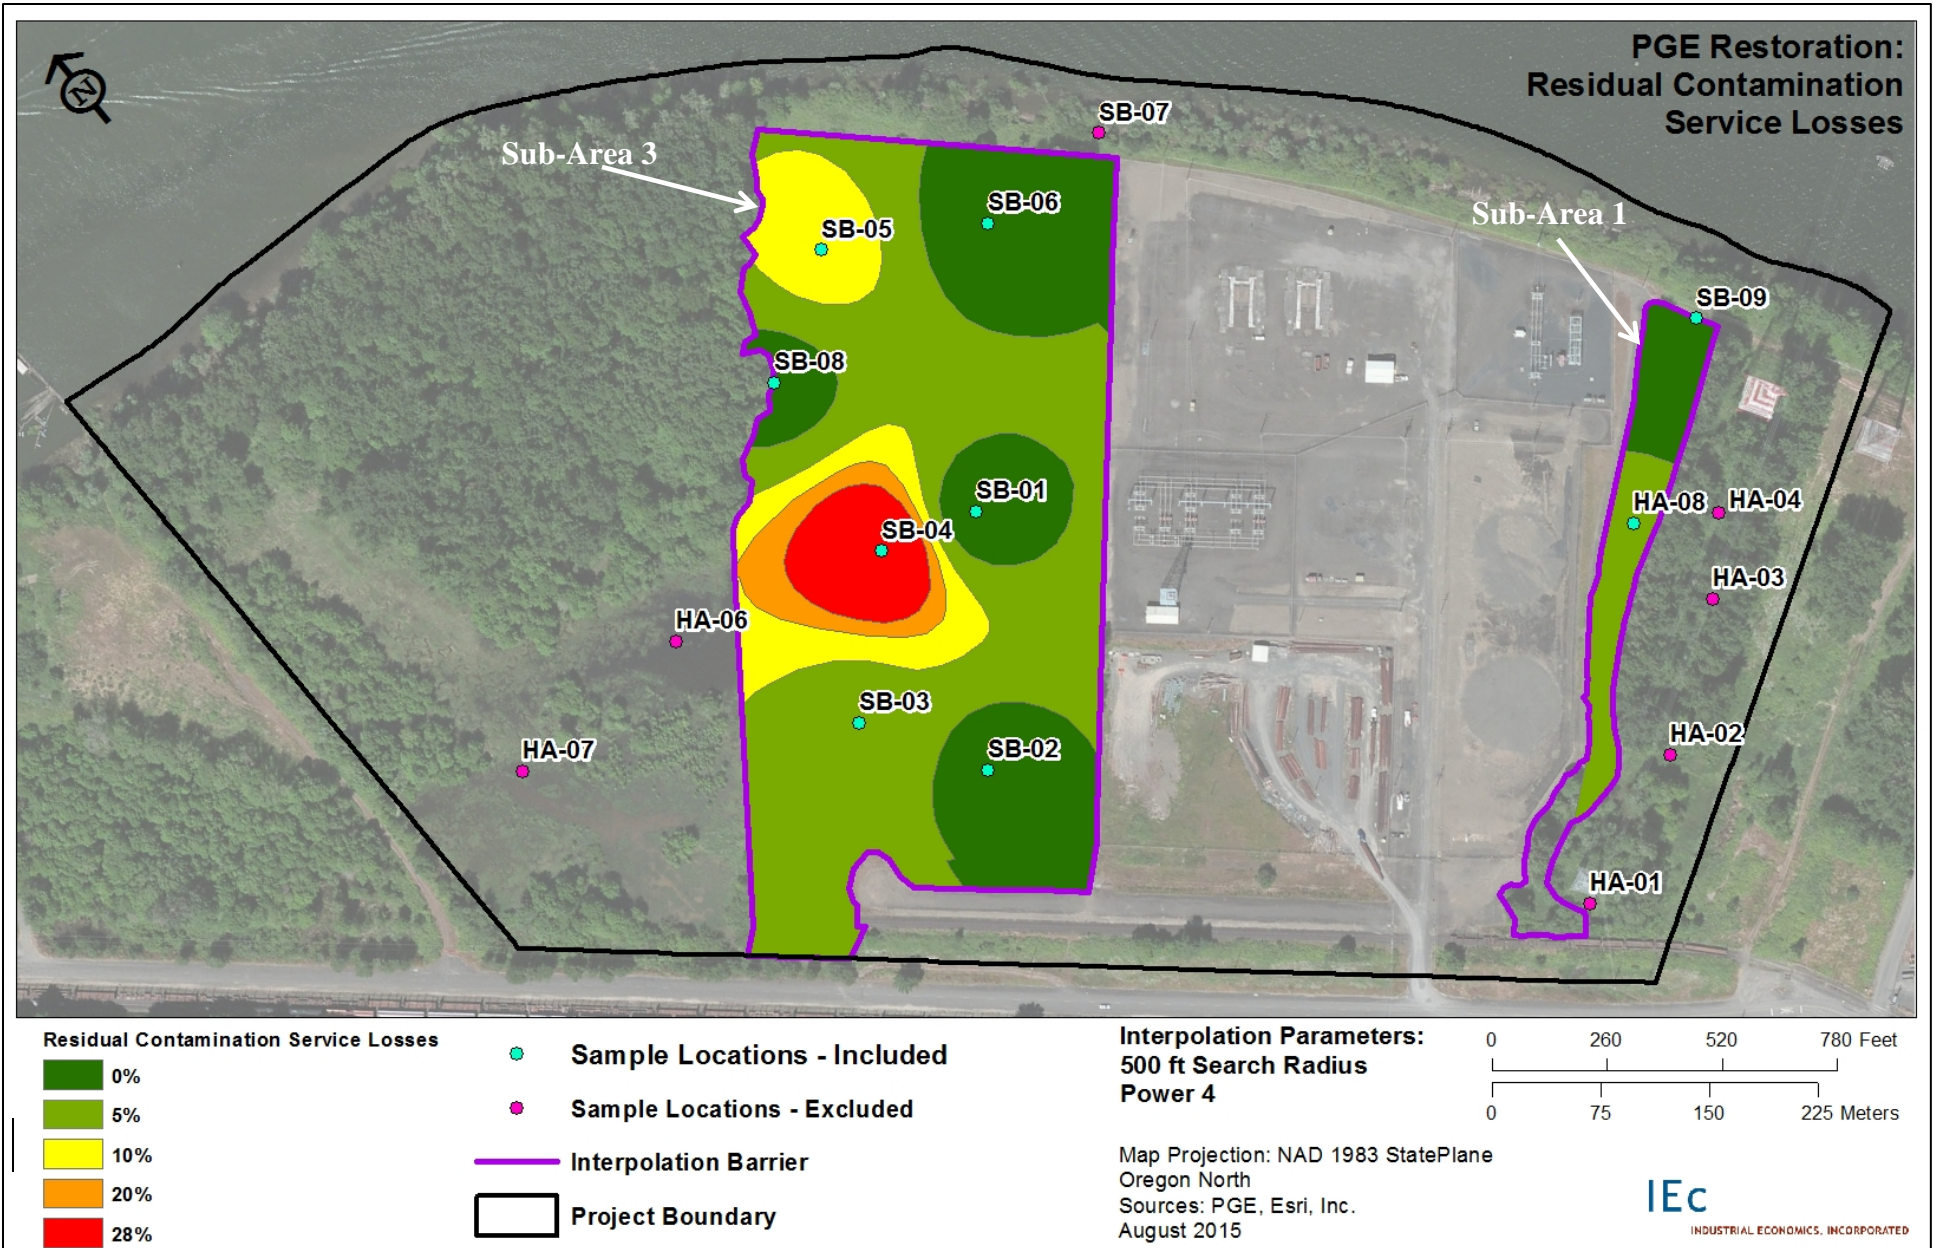 PGE Restoration:
Residual Contamination
Service Losses
N
SB-07
Sub-Area 3
SB-06
SB-05
Sub-Area 1
SB-09
SB-08
SB-01
HA-08
HA-04
SB-04
HA-03
HA-06
SB-03
HA-02
HA-07
SB-02
HA-01
Residual Contamination Service Losses
0%
5%
10%
20%
28%
Sample Locations - Included
Sample Locations - Excluded
Interpolation Barrier
Project Boundary
Interpolation Parameters:
500 ft Search Radius
Power 4
0 260 520 780 Feet
0 75 150 225 Meters
Map Projection: NAD 1983 StatePlane
Oregon North
Sources: PGE, Esri, Inc.
August 2015
IEc
INDUSTRIAL ECONOMICS, INCORPORATED